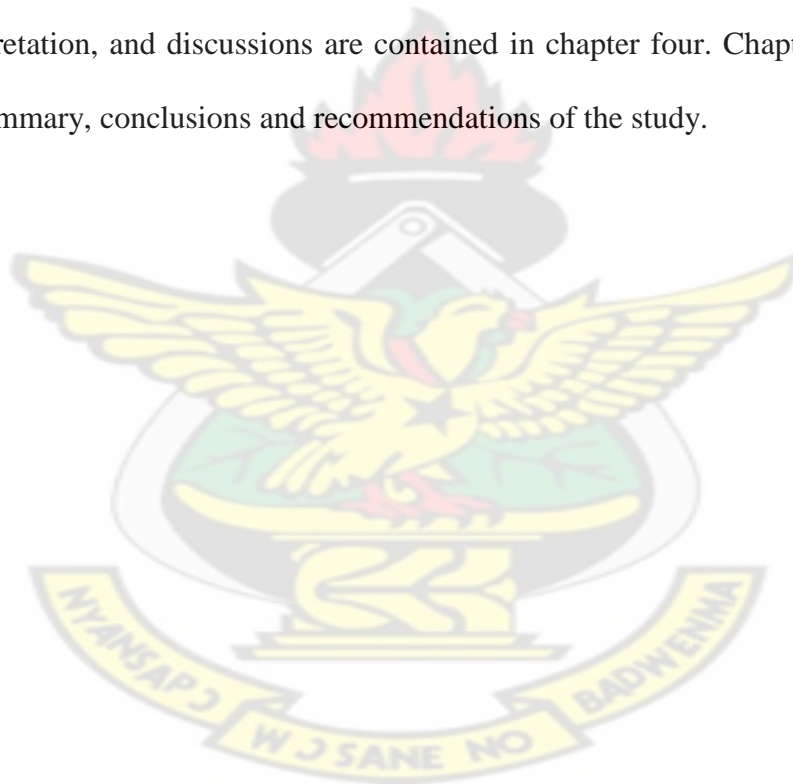 retation, and discussions are contained in chapter four. Chapt
mmary, conclusions and recommendations of the study.
NYANSAPƆ
WƆSANE NO
BADWENMA